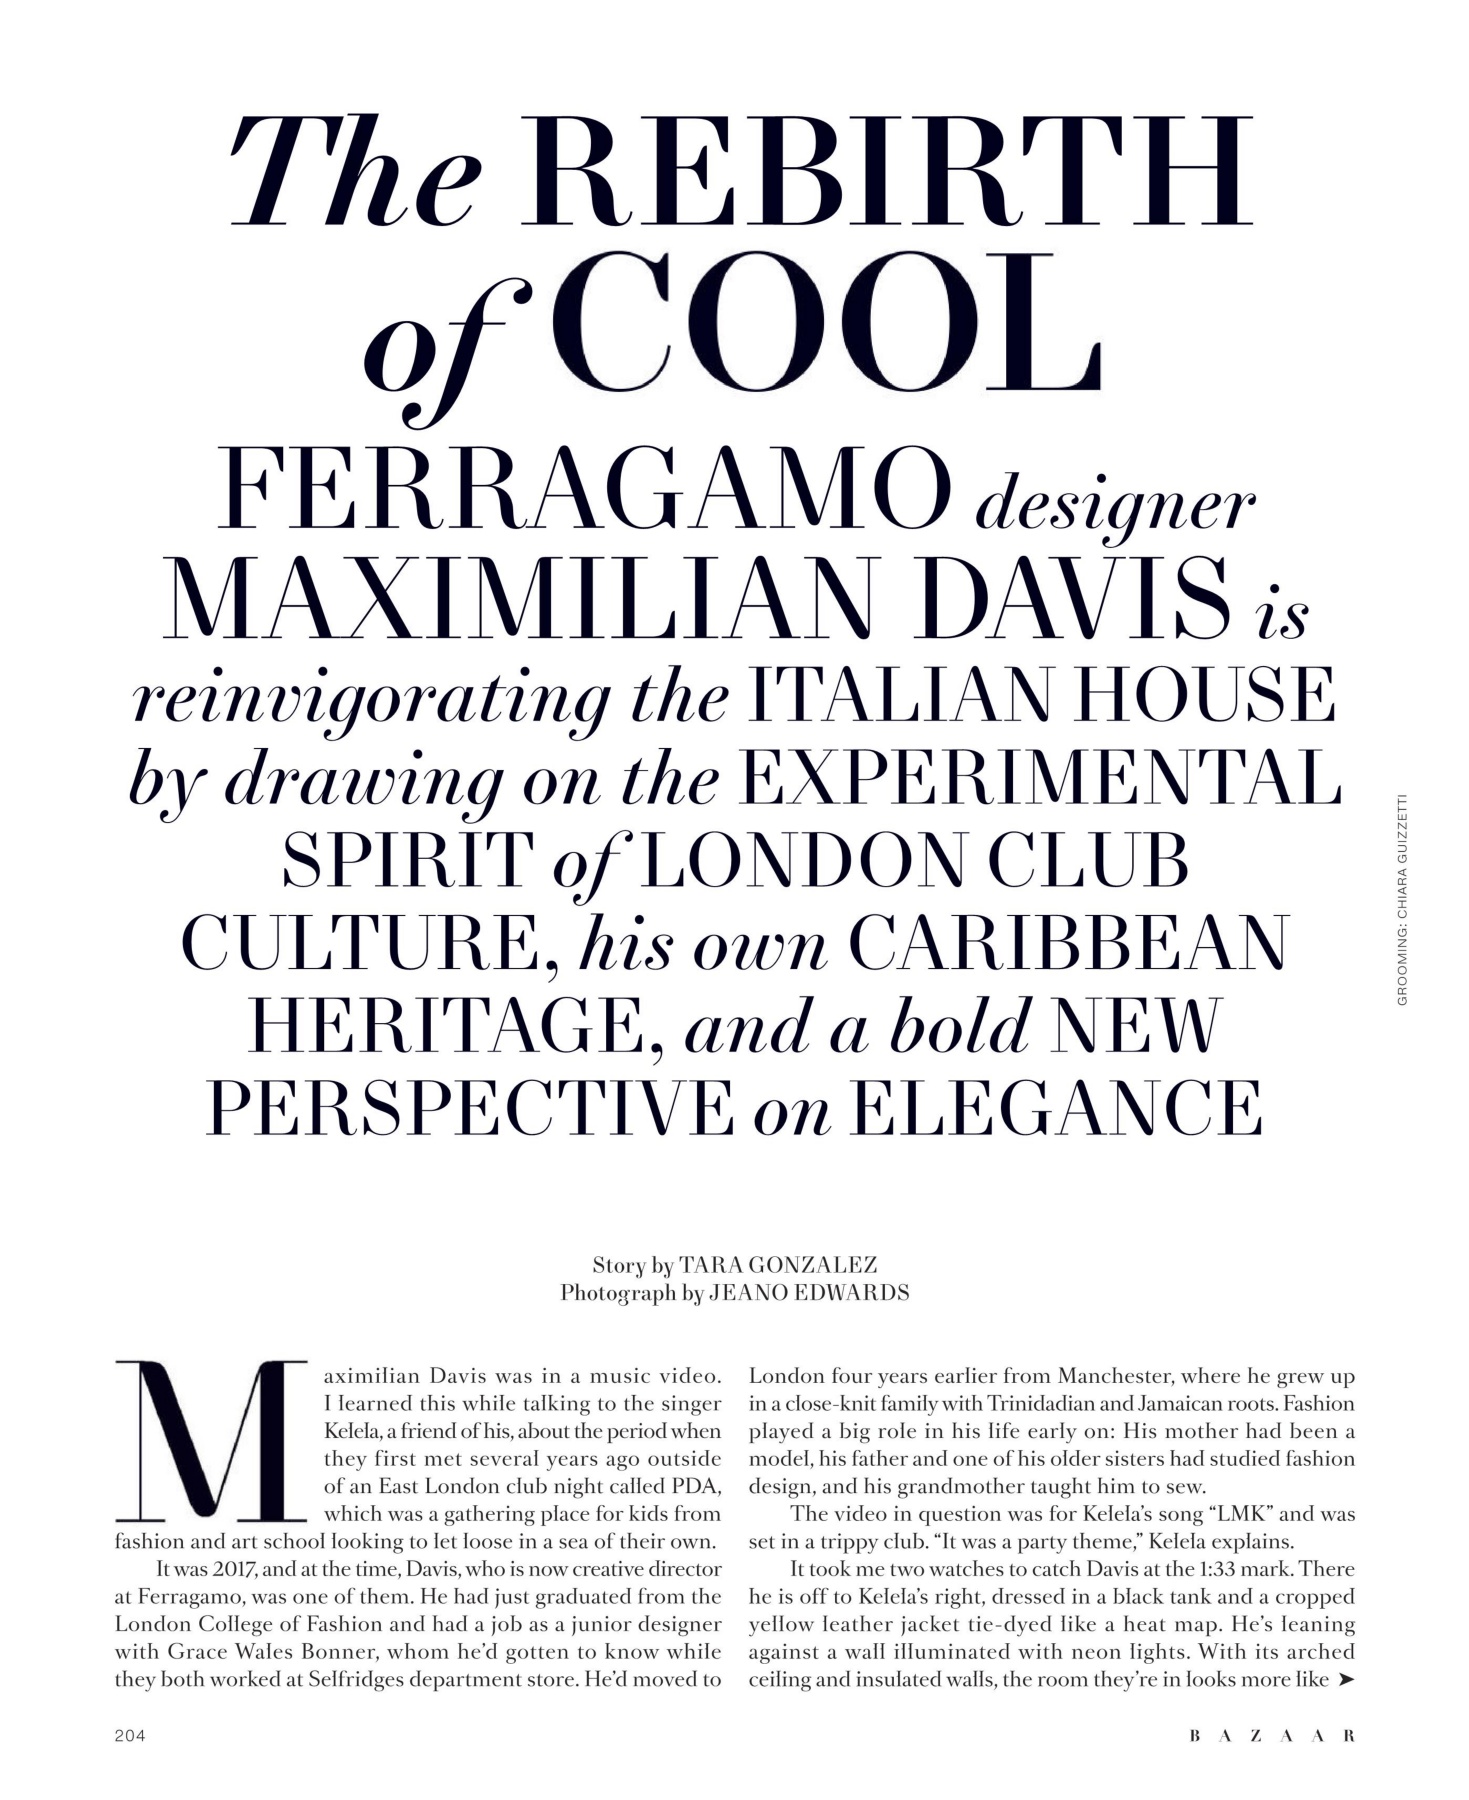 The REBIRTH
of COOL
FERRAGAMO designer
MAXIMILIAN DAVIS is
reinvigorating the ITALIAN HOUSE
by drawing on the EXPERIMENTAL
SPIRIT of LONDON CLUB
CULTURE, his own CARIBBEAN
HERITAGE, and a bold NEW
PERSPECTIVE on ELEGANCE
GROOMING: CHIARA GUIZZETTI
Story by TARA GONZALEZ
Photograph by JEANO EDWARDS
Maximilian Davis was in a music video.
I learned this while talking to the singer
Kelela, a friend of his, about the period when
they first met several years ago outside
of an East London club night called PDA,
which was a gathering place for kids from
fashion and art school looking to let loose in a sea of their own.
It was 2017, and at the time, Davis, who is now creative director
at Ferragamo, was one of them. He had just graduated from the
London College of Fashion and had a job as a junior designer
with Grace Wales Bonner, whom he’d gotten to know while
they both worked at Selfridges department store. He’d moved to
London four years earlier from Manchester, where he grew up
in a close-knit family with Trinidadian and Jamaican roots. Fashion
played a big role in his life early on: His mother had been a
model, his father and one of his older sisters had studied fashion
design, and his grandmother taught him to sew.
The video in question was for Kelela’s song “LMK” and was
set in a trippy club. “It was a party theme,” Kelela explains.
It took me two watches to catch Davis at the 1:33 mark. There
he is off to Kelela’s right, dressed in a black tank and a cropped
yellow leather jacket tie-dyed like a heat map. He’s leaning
against a wall illuminated with neon lights. With its arched
ceiling and insulated walls, the room they’re in looks more like ➤
204
BAZAAR